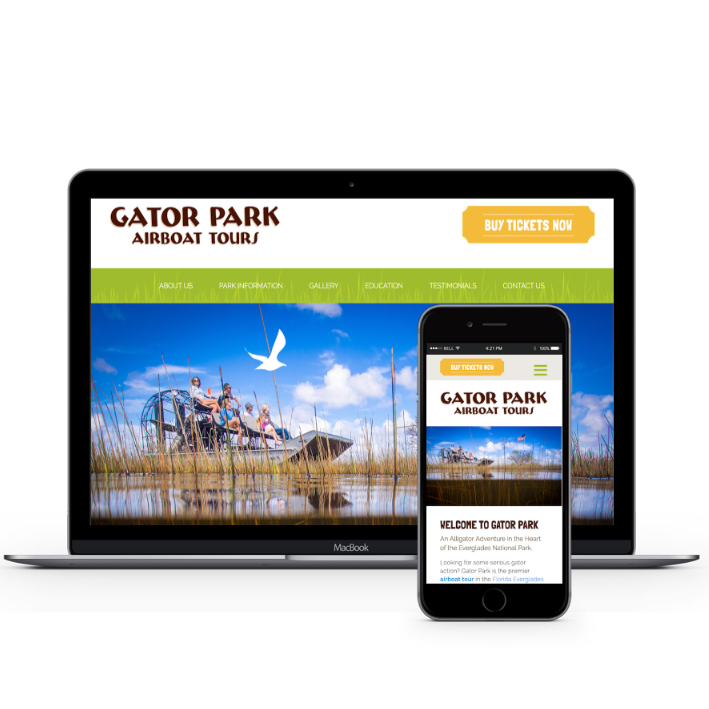 GATOR PARK
AIRBOAT TOURS
BUY TICKETS NOW
ABOUT US
PARK INFORMATION
GALLERY
EDUCATION
TESTIMONIALS
CONTACT US
MacBook
BELL
4:21 PM
100%
BUY TICKETS NOW
GATOR PARK
AIRBOAT TOURS
WELCOME TO GATOR PARK
An Alligator Adventure in the Heart
of the Everglades National Park.
Looking for some serious gator
action? Gator Park is the premier
airboat tour in the Florida Everglades